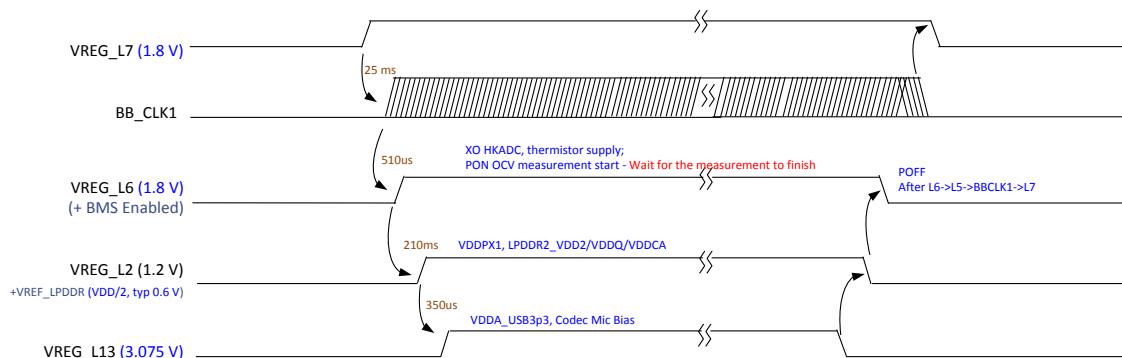 VREG_L7 (1.8 V)
25 ms
BB_CLK1
510us
XO HKADC, thermistor supply;
PON OCV measurement start - Wait for the measurement to finish
VREG_L6 (1.8 V)
(+ BMS Enabled)
POFF
After L6->L5->BBCLK1->L7
210ms
VDDPX1, LPDDR2_VDD2/VDDQ/VDDCA
VREG_L2 (1.2 V)
+VREF_LPDDR (VDD/2, typ 0.6 V)
350us
VDDA_USB3p3, Codec Mic Bias
VREG_L13 (3.075 V)